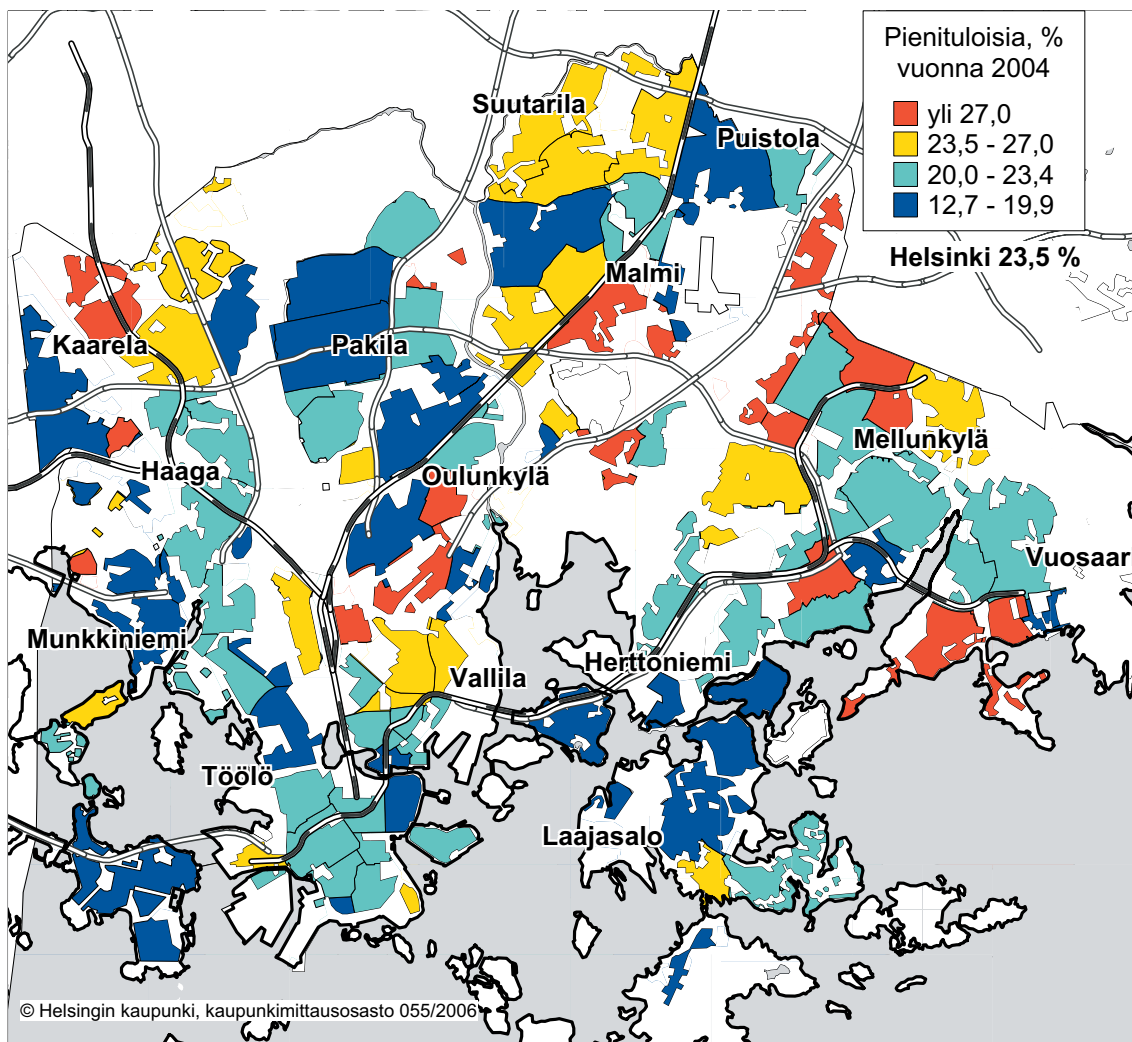 Pienituloisia, %
vuonna 2004
yli 27,0
23,5 - 27,0
20,0 - 23,4
12,7 - 19,9
Helsinki 23,5 %
Suutarila
Puistola
Malmi
Kaarela
Pakila
Mellunkylä
Haaga
Oulunkylä
Vuosaar
Munkkiniemi
Herttoniemi
Vallila
Töölö
Laajasalo
© Helsingin kaupunki, kaupunkimittausosasto 055/2006